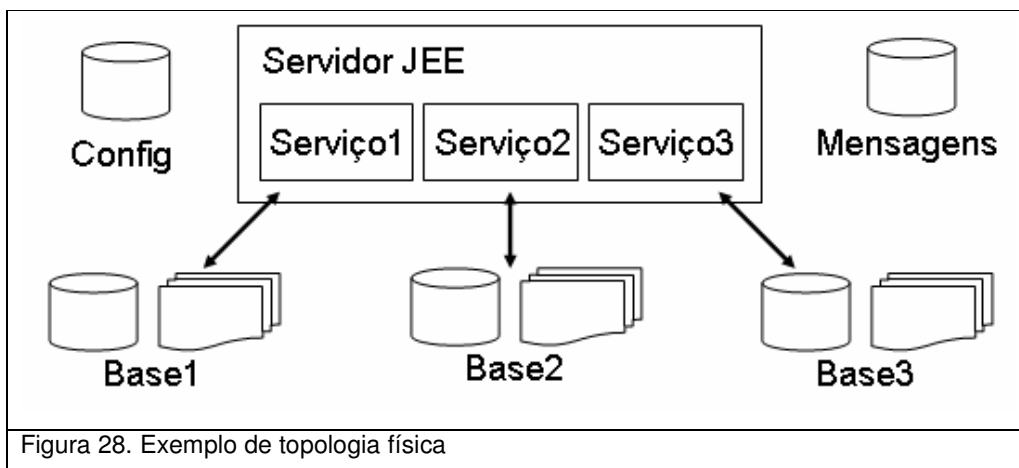 Servidor JEE
Config
Serviço1 Serviço2 Serviço3
Mensagens
Base1 Base2 Base3
Figura 28. Exemplo de topologia física